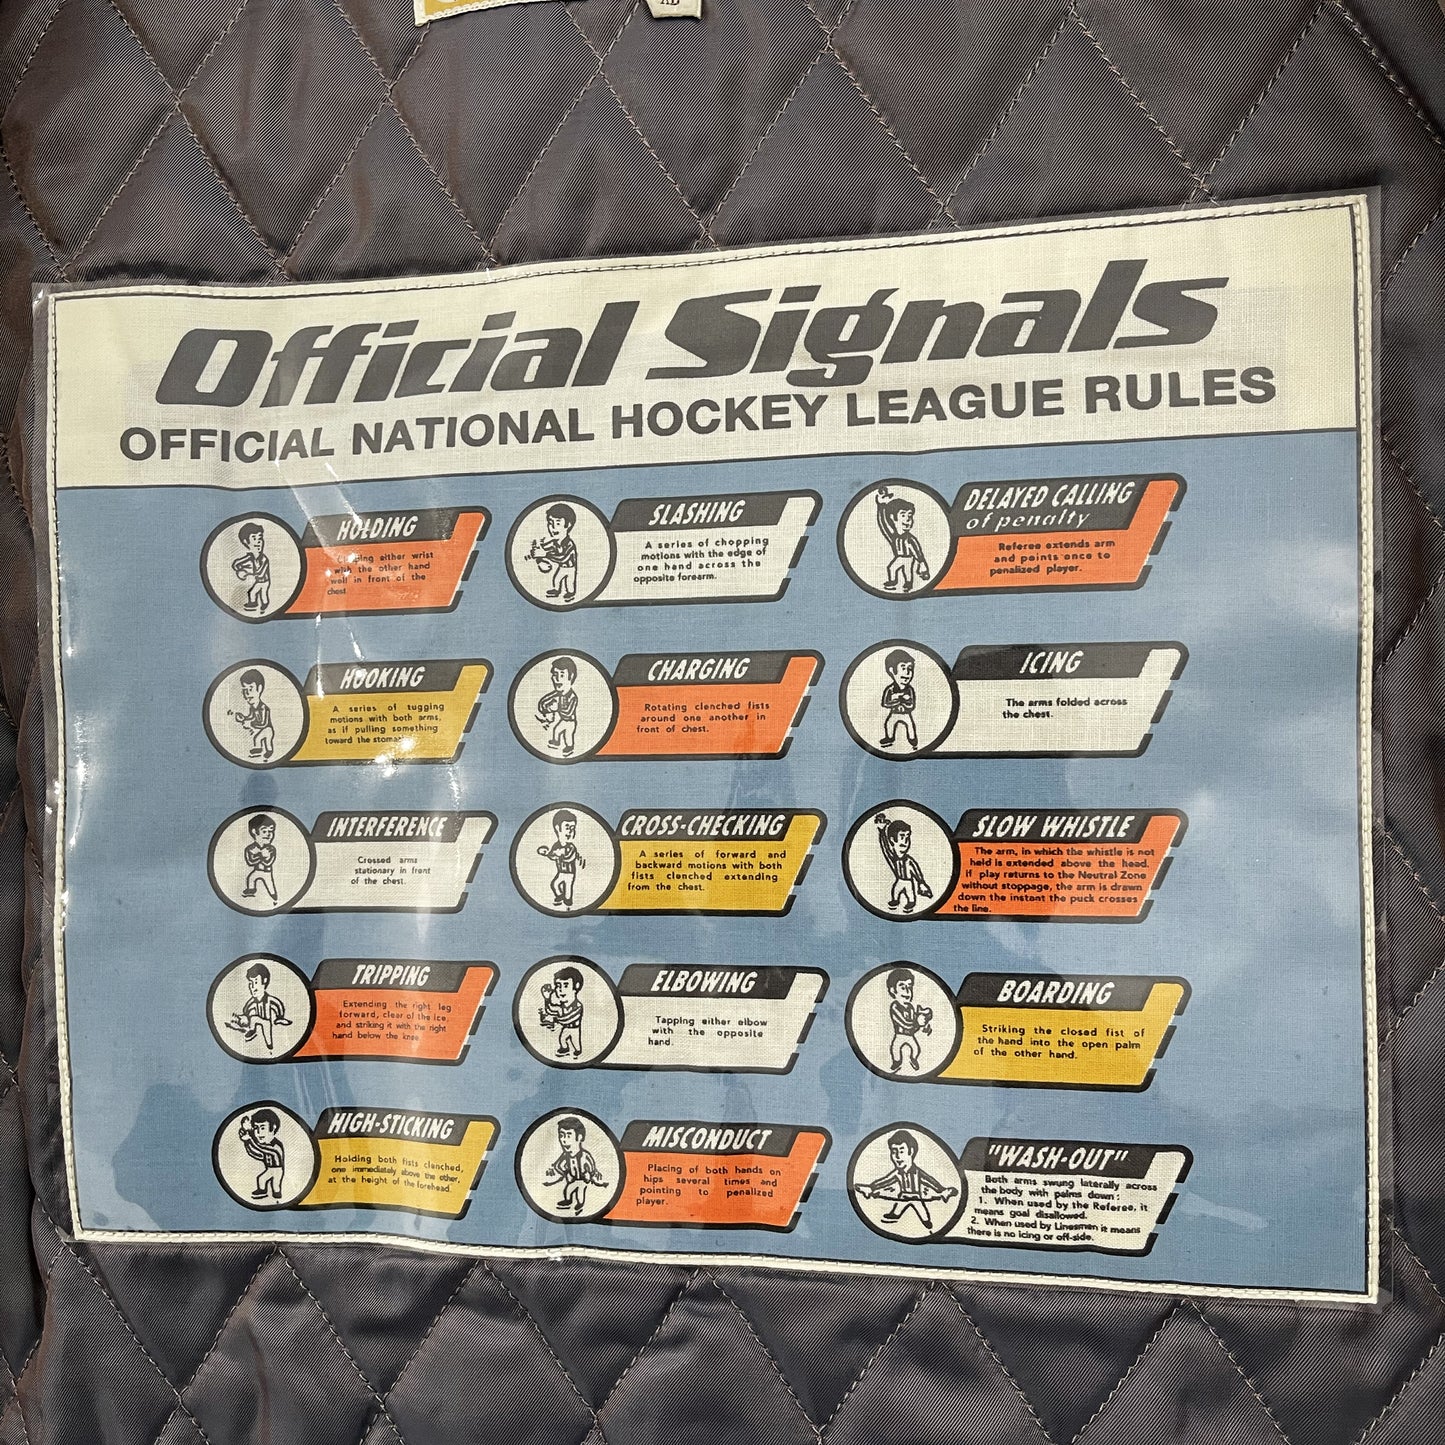 Official Signals
OFFICIAL NATIONAL HOCKEY LEAGUE RULES
HOLDING
either wrist
with the other hand
well in front of the
chest.
SLASHING
A series of chopping
motions with the edge of
one hand across the
opposite forearm.
DELAYED CALLING
of penalty
Referee extends arm
and points once to
penalized player.
HOOKING
A series of tugging
motions with both arms,
as if pulling something
toward the
CHARGING
Rotating clenched fists
around one another in
front of chest.
ICING
The arms folded across
the chest.
INTERFERENCE
Crossed arms
stationary in front
of the chest.
CROSS-CHECKING
A series of forward and
backward motions with both
fists clenched extending
from the chest.
SLOW WHISTLE
The arm, in which the whistle is not
held is extended above the head.
If play returns to the Neutral Zone
without stoppage, the arm is drawn
down the instant the puck crosses
the line.
TRIPPING
Extending the right leg
forward, clear of the ice,
and striking it with the right
hand below the knee.
ELBOWING
Tapping either elbow
with the opposite
hand.
BOARDING
Striking the closed fist of
the hand into the open palm
of the other hand.
HIGH-STICKING
Holding both fists clenched,
one immediately above the other,
at the height of the forehead.
MISCONDUCT
Placing of both hands on
hips several times and
pointing to penalized
player.
"WASH-OUT"
Both arms swung laterally across
the body with palms down:
1. When used by the Referee, it
means goal disallowed.
2. When used by Linesmen it means
there is no icing or off-side.